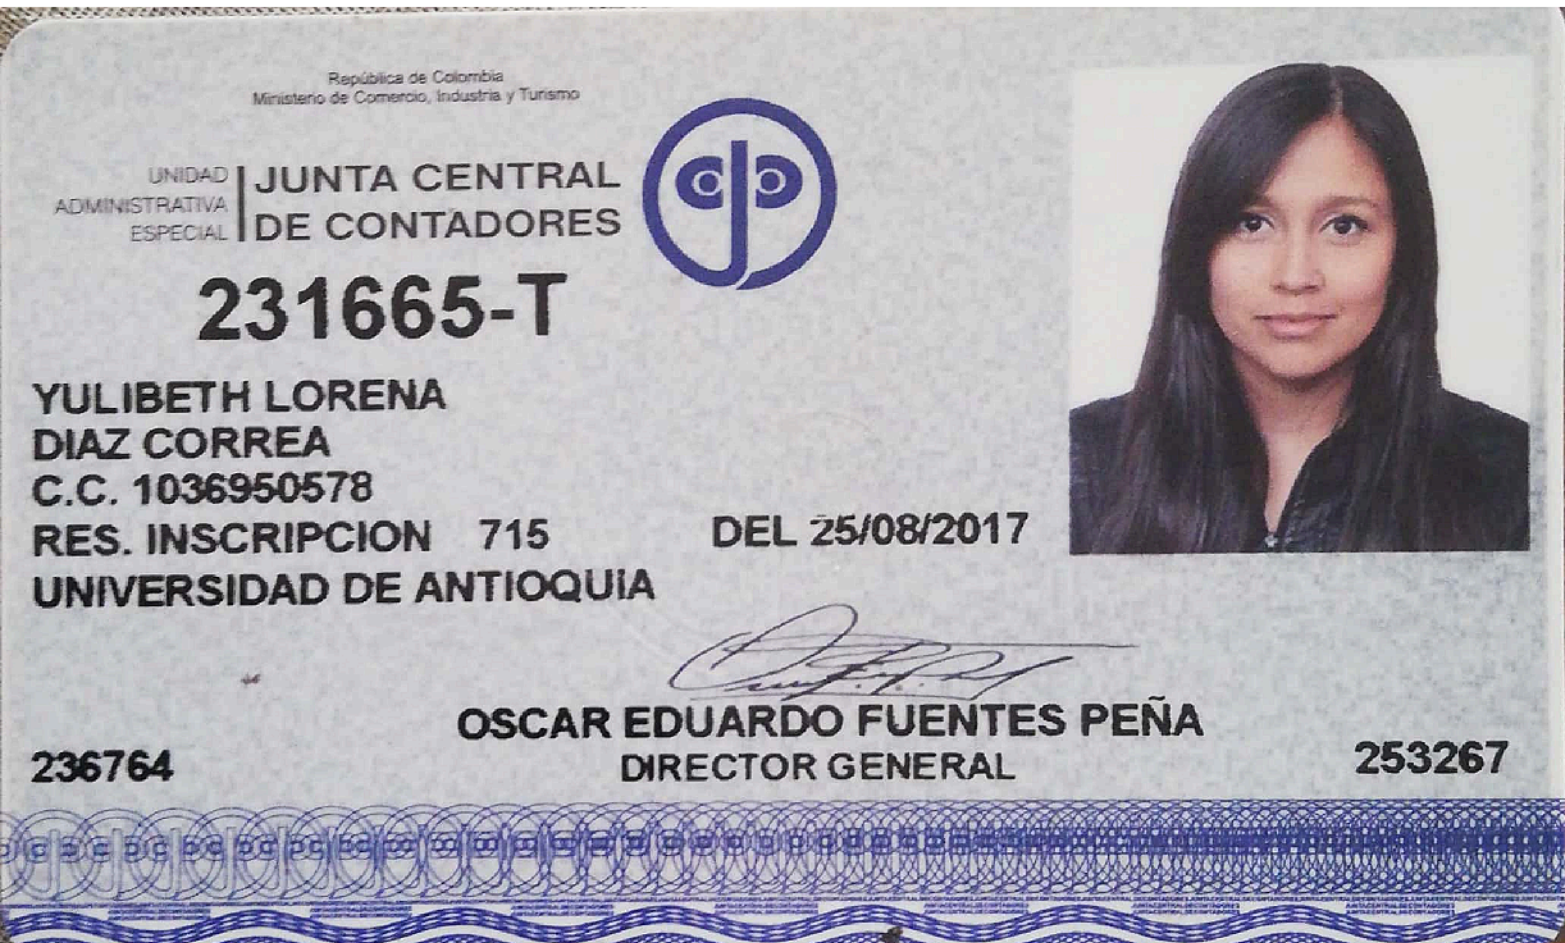 República de Colombia
Ministerio de Comercio, Industria y Turismo
UNIDAD
ADMINISTRATIVA
ESPECIAL
JUNTA CENTRAL
DE CONTADORES
231665-T
YULIBETH LORENA
DIAZ CORREA
C.C. 1036950578
RES. INSCRIPCION 715 DEL 25/08/2017
UNIVERSIDAD DE ANTIOQUIA
OSCAR EDUARDO FUENTES PEÑA
DIRECTOR GENERAL
236764
253267